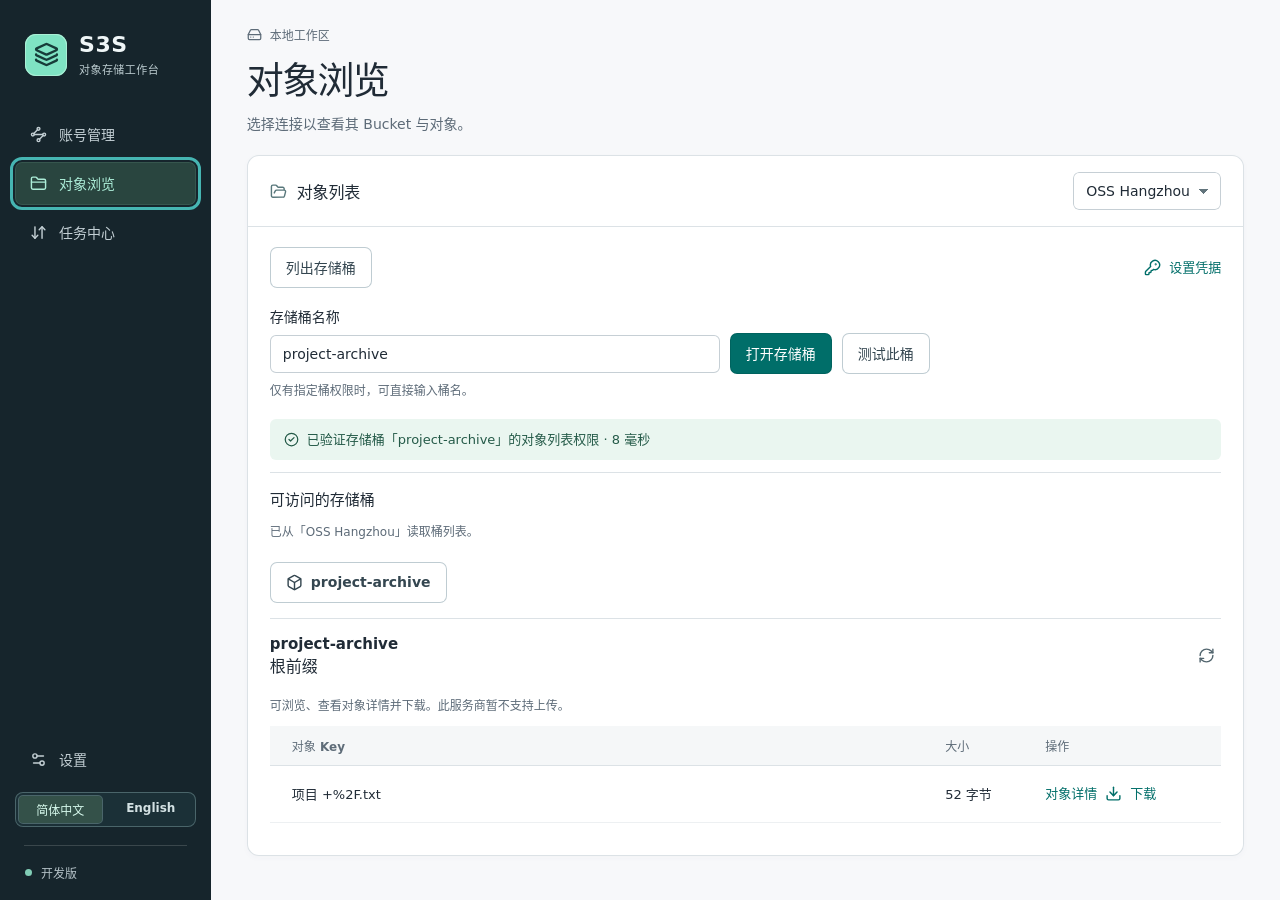 S3S
对象存储工作台
账号管理
对象浏览
任务中心
设置
简体中文 English
开发版
本地工作区
对象浏览
选择连接以查看其 Bucket 与对象。
对象列表
OSS Hangzhou
列出存储桶
设置凭据
存储桶名称
project-archive
打开存储桶
测试此桶
仅有指定桶权限时，可直接输入桶名。
已验证存储桶「project-archive」的对象列表权限 · 8 毫秒
可访问的存储桶
已从「OSS Hangzhou」读取桶列表。
project-archive
project-archive
根前缀
可浏览、查看对象详情并下载。此服务商暂不支持上传。
对象 Key 大小 操作
项目 +%2F.txt 52 字节 对象详情 下载